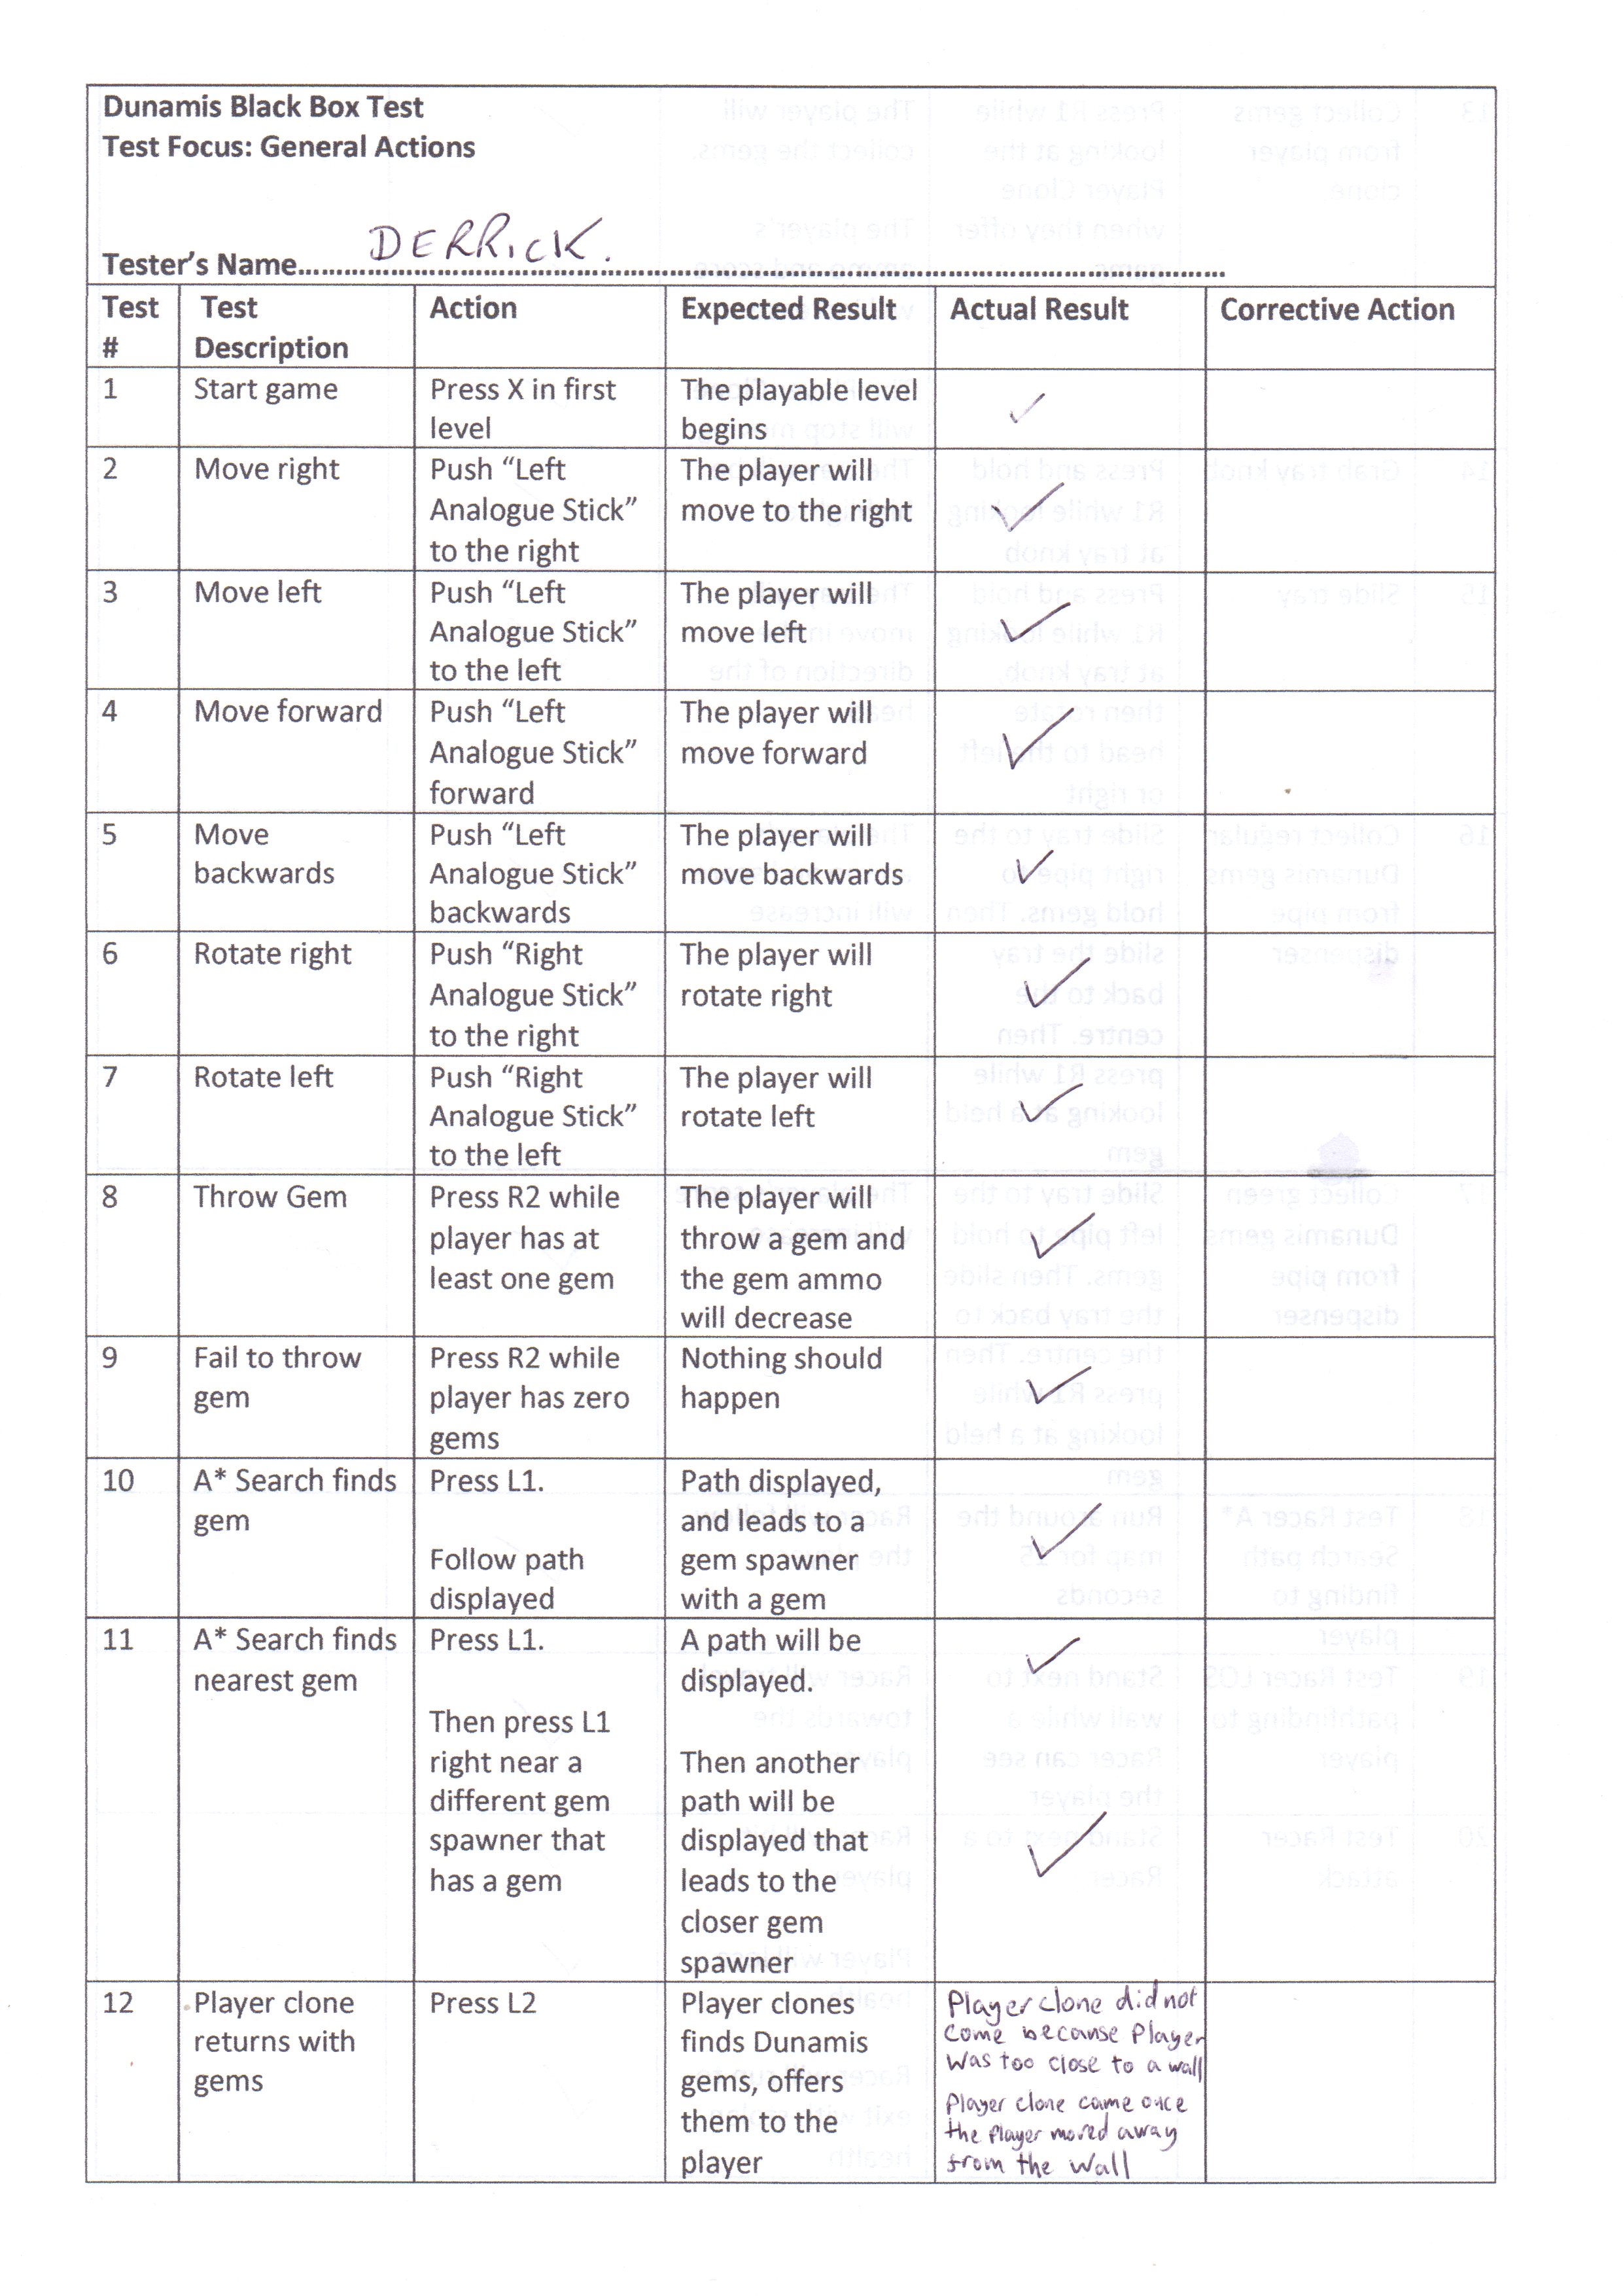 Dunamis Black Box Test
Test Focus: General Actions
DERRICK.
Tester's Name....................................................................................................
Test
#
Test
Description
Action
Expected Result
Actual Result
Corrective Action
1
Start game
Press X in first
level
The playable level
begins
✓
2
Move right
Push “Left
Analogue Stick”
to the right
The player will
move to the right
✓
3
Move left
Push “Left
Analogue Stick”
to the left
The player will
move left
✓
4
Move forward
Push “Left
Analogue Stick”
forward
The player will
move forward
✓
5
Move
backwards
Push “Left
Analogue Stick”
backwards
The player will
move backwards
✓
6
Rotate right
Push “Right
Analogue Stick”
to the right
The player will
rotate right
✓
7
Rotate left
Push “Right
Analogue Stick”
to the left
The player will
rotate left
✓
8
Throw Gem
Press R2 while
player has at
least one gem
The player will
throw a gem and
the gem ammo
will decrease
✓
9
Fail to throw
gem
Press R2 while
player has zero
gems
Nothing should
happen
✓
10
A* Search finds
gem
Press L1.
Follow path
displayed
Path displayed,
and leads to a
gem spawner
with a gem
✓
11
A* Search finds
nearest gem
Press L1.
Then press L1
right near a
different gem
spawner that
has a gem
A path will be
displayed.
Then another
path will be
displayed that
leads to the
closer gem
spawner
✓
✓
12
Player clone
returns with
gems
Press L2
Player clones
finds Dunamis
gems, offers
them to the
player
Player clone did not
come because Player
was too close to a wall
Player clone came once
the player moved away
from the wall